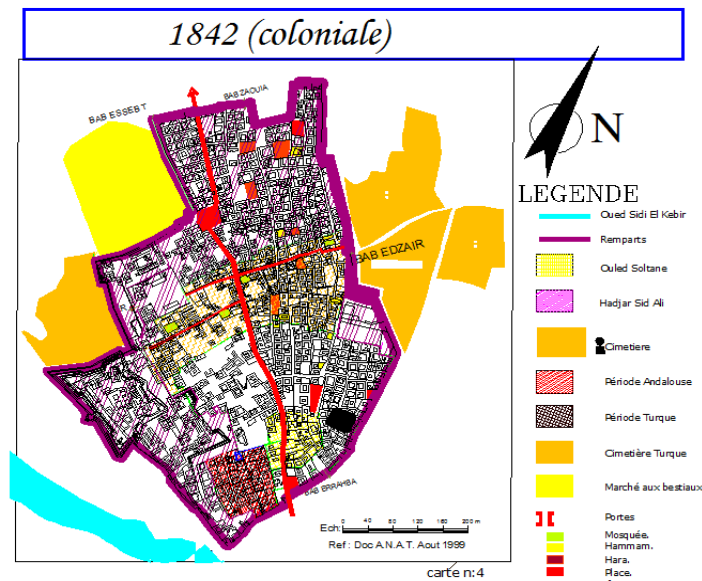 1842 (coloniale)
BAB ESSEBT
BAB ZAOUIA
N
BAB EDZAIR
BAB ERRAHBA
LEGENDE
Oued Sidi El Kebir
Remparts
Ouled Soltane
Hadjar Sid Ali
Cimetiere
Période Andalouse
Période Turque
Cimetière Turque
Marché aux bestiaux
Portes
Mosquée.
Hammam.
Hara.
Place.
Ech:
0 40 80 120 160 200 m
Ref : Doc A.N.A.T. Aout 1999
carte n:4